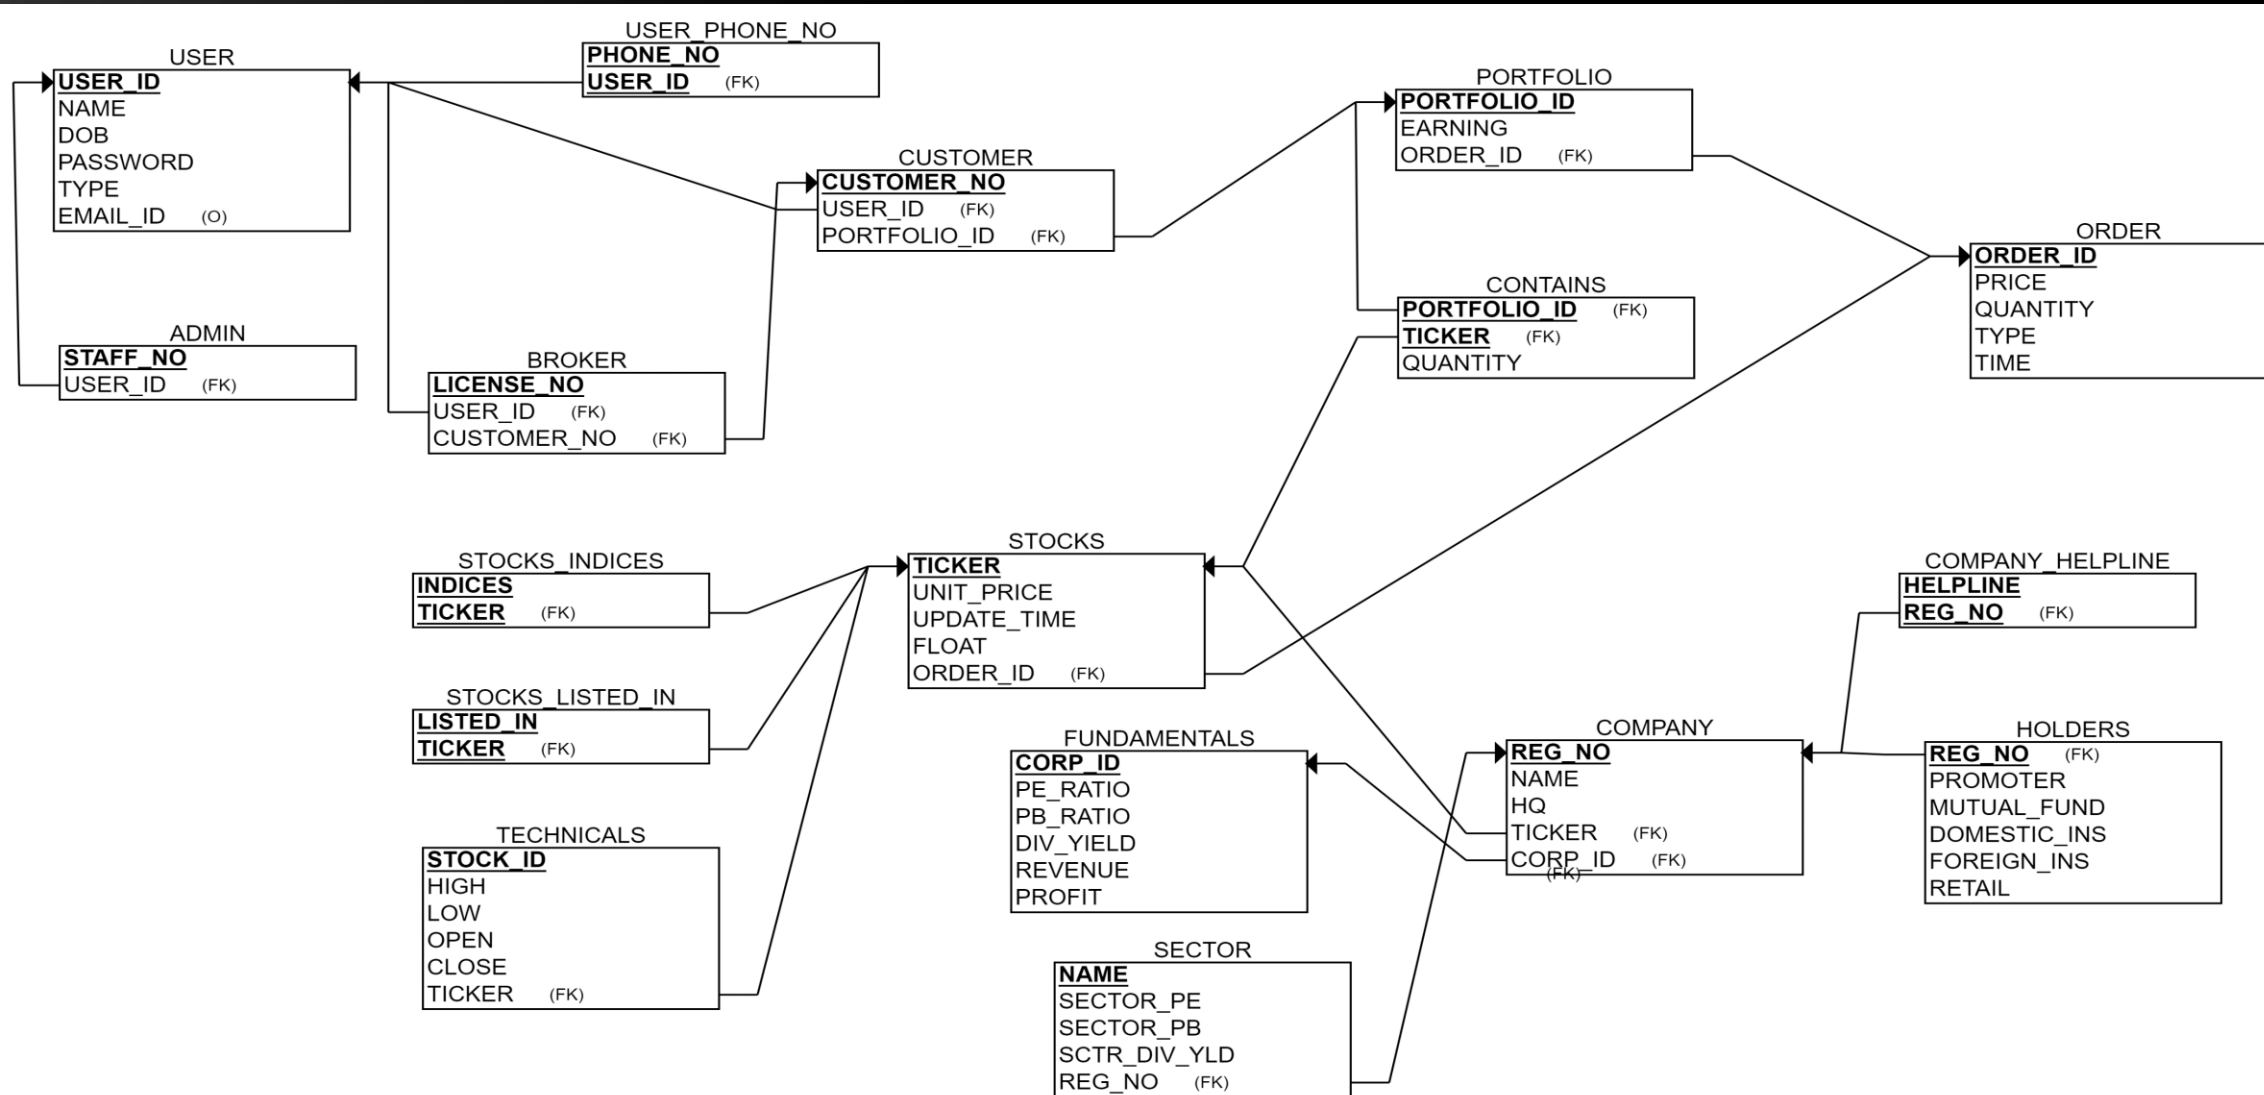 USER
USER_ID
NAME
DOB
PASSWORD
TYPE
EMAIL_ID (O)
USER_PHONE_NO
PHONE_NO
USER_ID (FK)
CUSTOMER
CUSTOMER_NO
USER_ID (FK)
PORTFOLIO_ID (FK)
PORTFOLIO
PORTFOLIO_ID
EARNING
ORDER_ID (FK)
ORDER
ORDER_ID
PRICE
QUANTITY
TYPE
TIME
ADMIN
STAFF_NO
USER_ID (FK)
BROKER
LICENSE_NO
USER_ID (FK)
CUSTOMER_NO (FK)
CONTAINS
PORTFOLIO_ID (FK)
TICKER (FK)
QUANTITY
STOCKS_INDICES
INDICES
TICKER (FK)
STOCKS
TICKER
UNIT_PRICE
UPDATE_TIME
FLOAT
ORDER_ID (FK)
COMPANY_HELPLINE
HELPLINE
REG_NO (FK)
STOCKS_LISTED_IN
LISTED_IN
TICKER (FK)
FUNDAMENTALS
CORP_ID
PE_RATIO
PB_RATIO
DIV_YIELD
REVENUE
PROFIT
COMPANY
REG_NO
NAME
HQ
TICKER (FK)
CORP_ID (FK)
(FK)
HOLDERS
REG_NO (FK)
PROMOTER
MUTUAL_FUND
DOMESTIC_INS
FOREIGN_INS
RETAIL
TECHNICALS
STOCK_ID
HIGH
LOW
OPEN
CLOSE
TICKER (FK)
SECTOR
NAME
SECTOR_PE
SECTOR_PB
SCTR_DIV_YLD
REG_NO (FK)